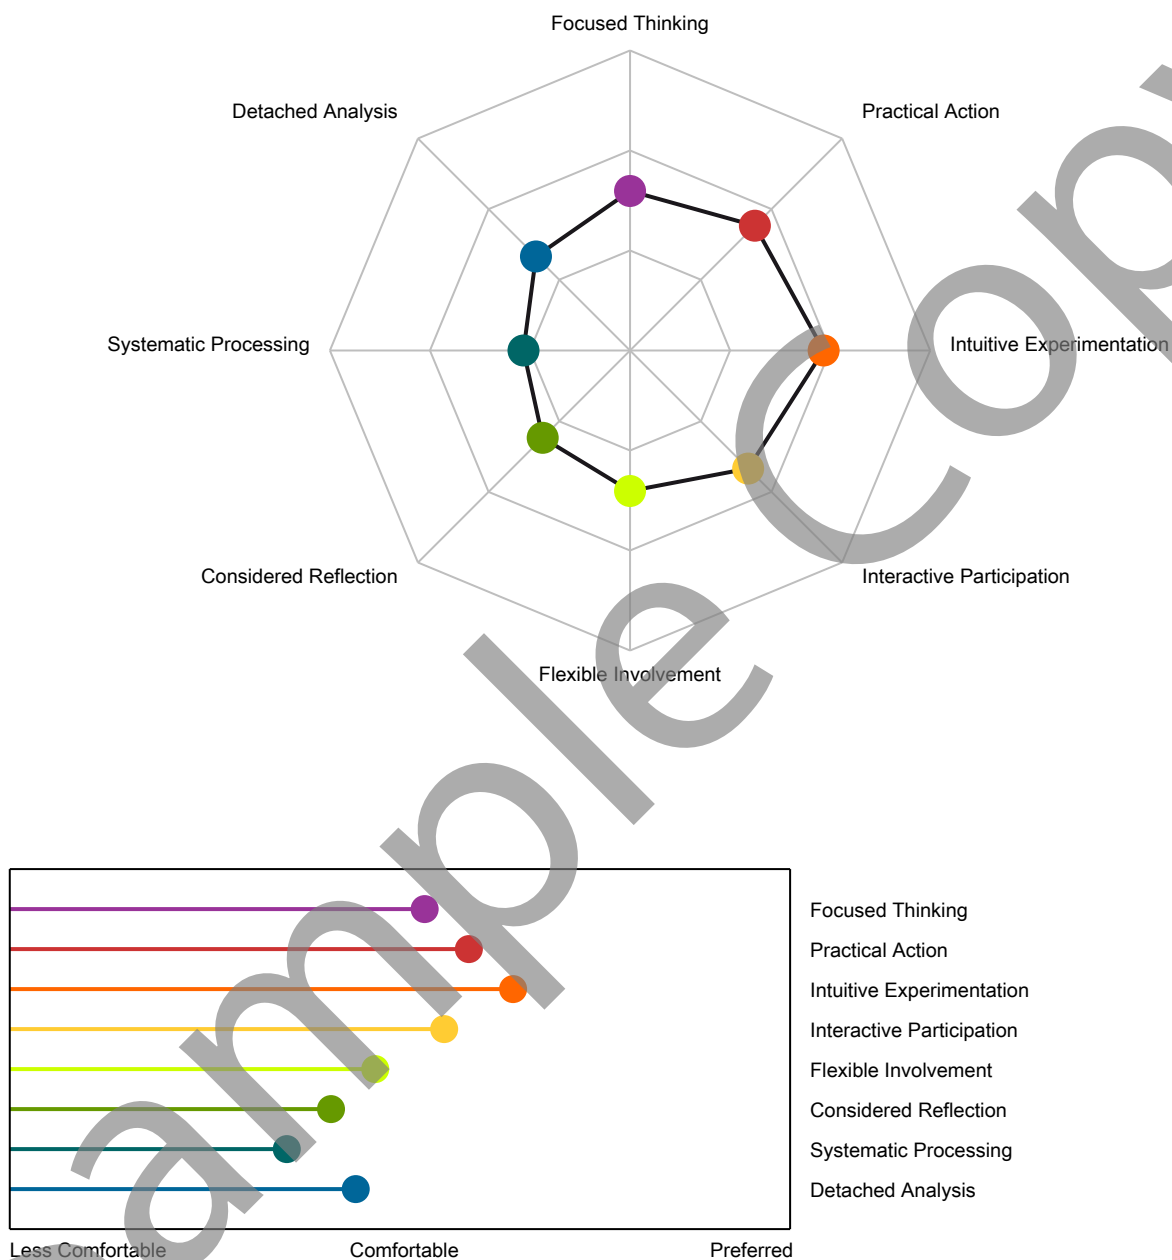 Focused Thinking
Detached Analysis
Practical Action
Systematic Processing
Intuitive Experimentation
Considered Reflection
Interactive Participation
Flexible Involvement
Focused Thinking
Practical Action
Intuitive Experimentation
Interactive Participation
Flexible Involvement
Considered Reflection
Systematic Processing
Detached Analysis
Less Comfortable
Comfortable
Preferred
Sample Copy